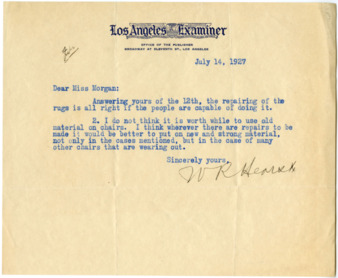 Los Angeles Examiner
OFFICE OF THE PUBLISHER
BROADWAY AT ELEVENTH ST., LOS ANGELES
July 14, 1927
Dear Miss Morgan:
Answering yours of the 12th, the repairing of the
rugs is all right if the people are capable of doing it.
2. I do not think it is worth while to use old
material on chairs. I think wherever there are repairs to be
made it would be better to put on new and strong material,
not only in the cases mentioned, but in the case of many
other chairs that are wearing out.
Sincerely yours,
W R Hearst